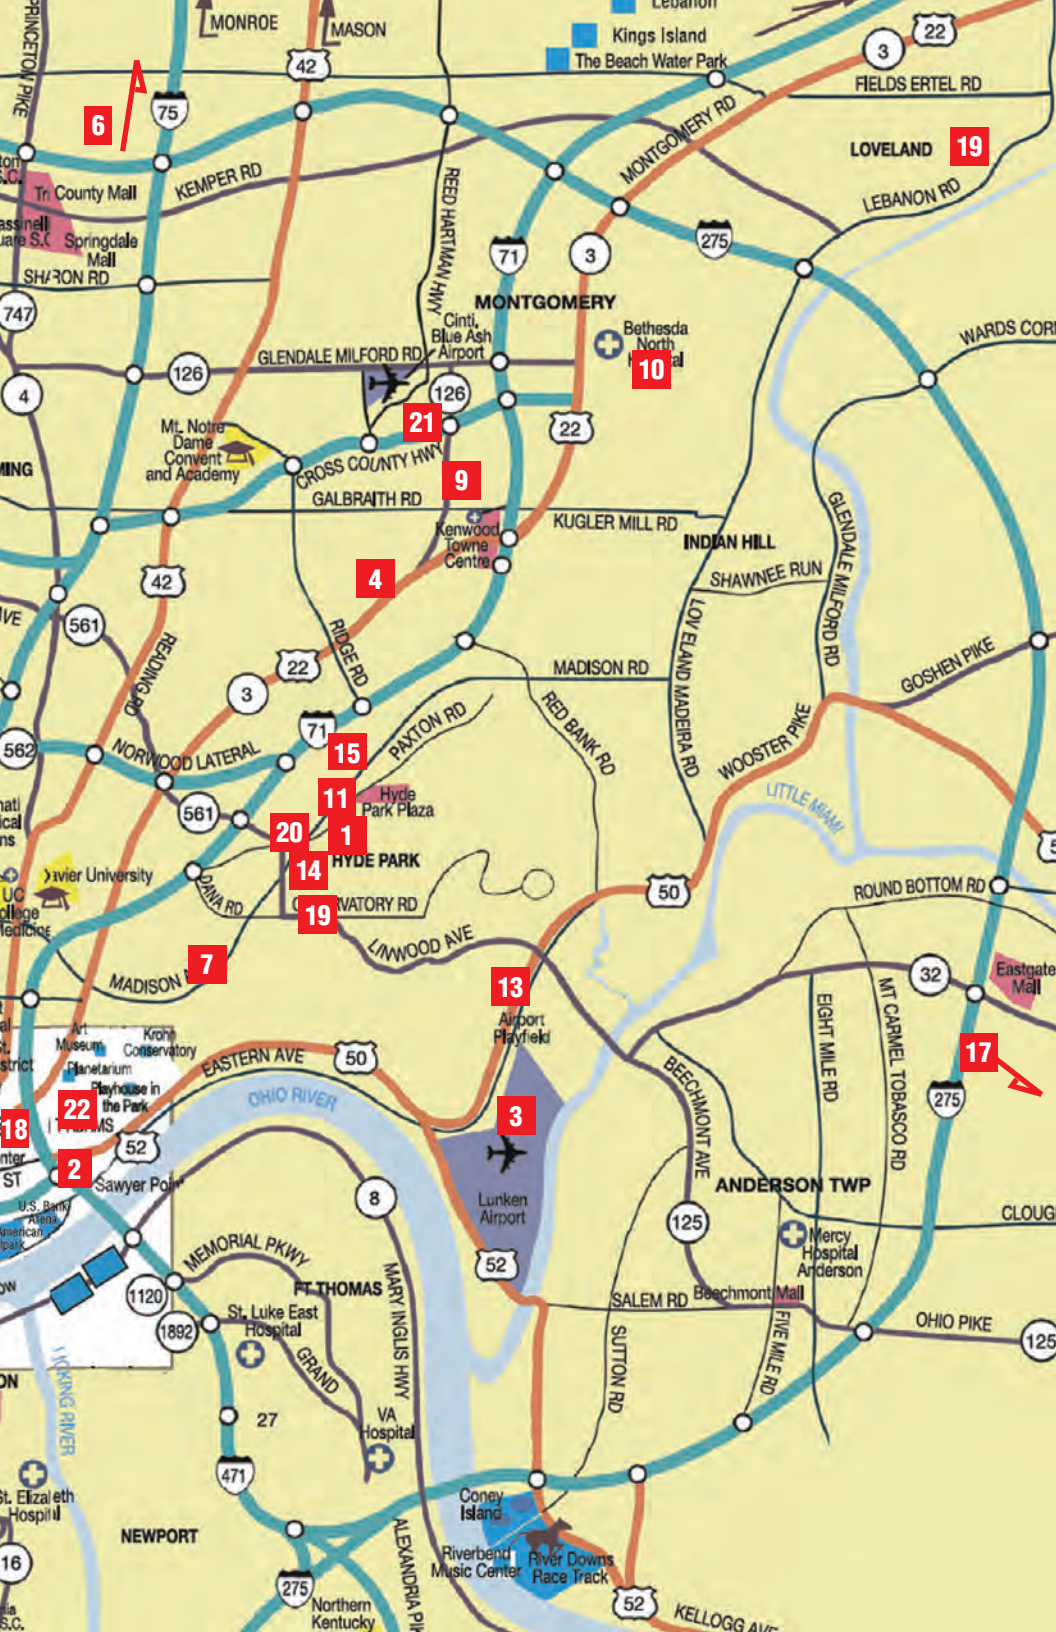 PRINCETON PIKE
MONROE
MASON
Lebanon
Kings Island
The Beach Water Park
42
3
22
FIELDS ERTEL RD
6
75
MONTGOMERY RD
LOVELAND
19
KEMPER RD
REED HARTMAN HWY
LEBANON RD
Tri County Mall
Springdale
Mall
SHARON RD
71
3
275
747
MONTGOMERY
Cinti.
Blue Ash
Airport
Bethesda
North
10
WARDS
GLENDALE MILFORD RD
126
4
126
21
22
Mt. Notre
Dame
Convent
and Academy
CROSS COUNTY HWY
9
GALBRAITH RD
KUGLER MILL RD
Kenwood
Towne
Centre
INDIAN HILL
SHAWNEE RUN
GLENDALE MILFORD RD
4
42
561
READING RD
RIDGE RD
22
3
MADISON RD
LOVELAND MADEIRA RD
GOSHEN PIKE
RED BANK RD
PAXTON RD
WOOSTER PIKE
562
NORWOOD LATERAL
71
15
LITTLE MIAMI
11
Hyde
Park Plaza
561
20
1
HYDE PARK
14
Xavier University
UC
College
Medicine
DANA RD
19
50
ROUND BOTTOM RD
LINWOOD AVE
7
MADISON
13
Airport
Playfield
32
Eastgate
Mall
MT CARMEL TOBASCO RD
EIGHT MILE RD
17
Art
Museum
Krohn
Conservatory
Planetarium
Playhouse in
the Park
EASTERN AVE
50
OHIO RIVER
BEECHMONT AVE
275
22
18
52
3
2
ST
Sawyer Point
U.S. Bank
Arena
8
Lunken
Airport
ANDERSON TWP
125
Mercy
Hospital
Anderson
MEMORIAL PKWY
52
1120
FT THOMAS
MARY INGLIS HWY
SALEM RD
Beechmont Mall
OHIO PIKE
125
1892
St. Luke East
Hospital
GRAND
SUTTON RD
FIVE MILE RD
LICKING RIVER
27
VA
Hospital
471
St. Elizabeth
Hospital
Coney
Island
NEWPORT
ALEXANDRIA PIK
Riverbend
Music Center
River Downs
Race Track
16
275
Northern
Kentucky
52
KELLOGG AVE